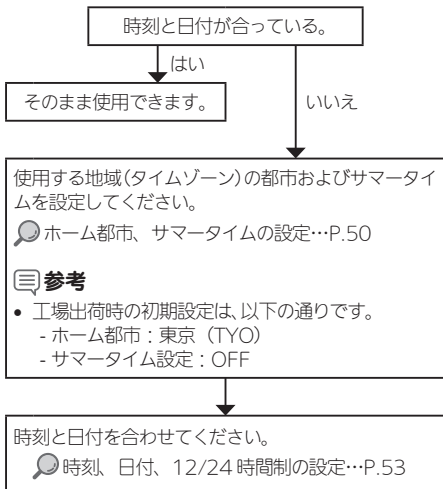 時刻と日付が合っている。
はい
そのまま使用できます。
いいえ
使用する地域(タイムゾーン)の都市およびサマータイ
ムを設定してください。
ホーム都市、サマータイムの設定…P.50
参考
• 工場出荷時の初期設定は、以下の通りです。
- ホーム都市：東京（TYO）
- サマータイム設定：OFF
時刻と日付を合わせてください。
時刻、日付、12/24 時間制の設定…P.53